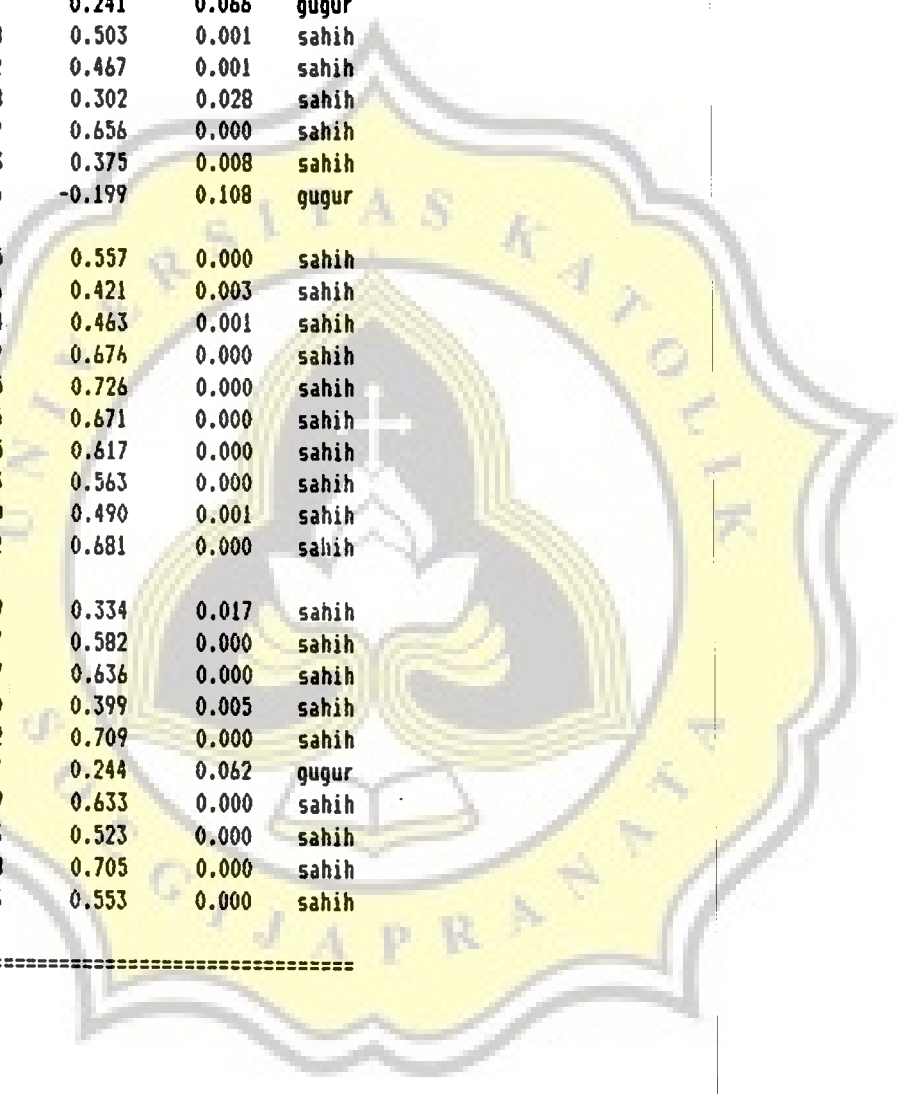 0.241 0.066 gugur
0.503 0.001 sahih
0.467 0.001 sahih
0.302 0.028 sahih
0.656 0.000 sahih
0.375 0.008 sahih
-0.199 0.108 gugur
0.557 0.000 sahih
0.421 0.003 sahih
0.463 0.001 sahih
0.676 0.000 sahih
0.726 0.000 sahih
0.671 0.000 sahih
0.617 0.000 sahih
0.563 0.000 sahih
0.490 0.001 sahih
0.681 0.000 sahih
0.334 0.017 sahih
0.582 0.000 sahih
0.636 0.000 sahih
0.399 0.005 sahih
0.709 0.000 sahih
0.244 0.062 gugur
0.633 0.000 sahih
0.523 0.000 sahih
0.705 0.000 sahih
0.553 0.000 sahih
UNIVERSITAS KATOLIK
SOEGIJAPRANATA